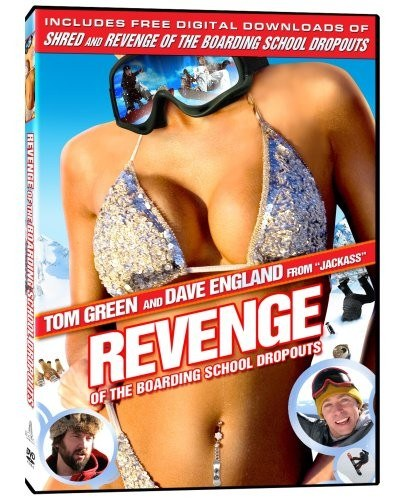 INCLUDES FREE DIGITAL DOWNLOADS OF
SHRED AND REVENGE OF THE BOARDING SCHOOL DROPOUTS
TOM GREEN AND DAVE ENGLAND FROM "JACKASS"
REVENGE
OF THE BOARDING SCHOOL DROPOUTS
REVENGE OF THE BOARDING SCHOOL DROPOUTS
DVD